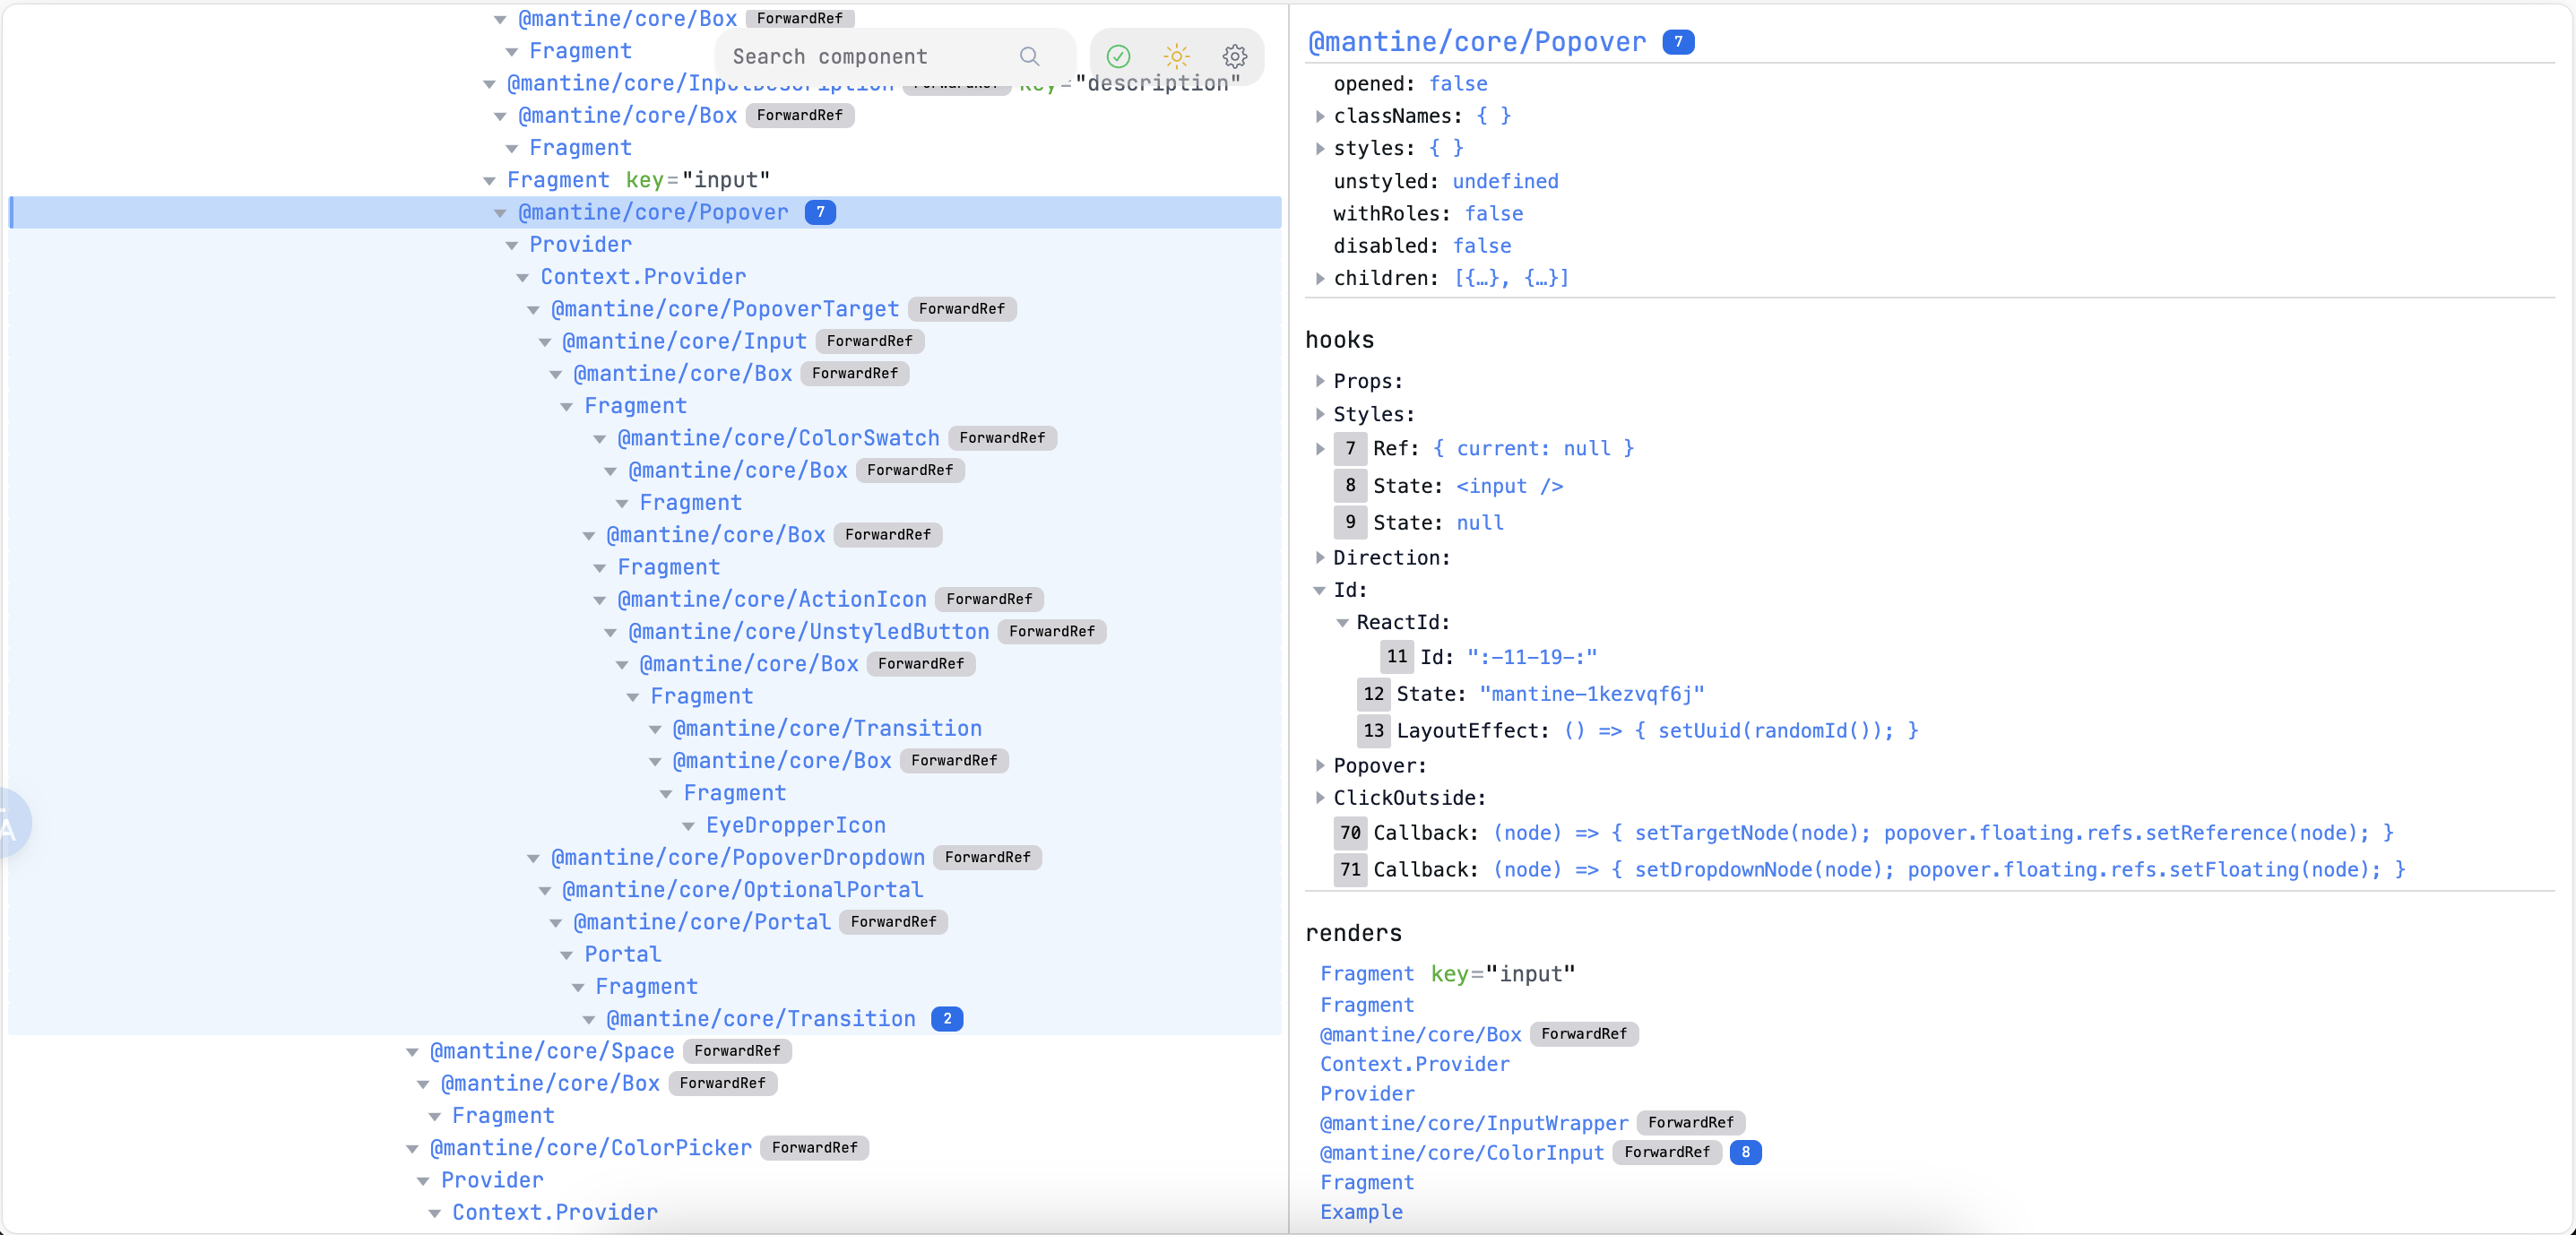 @mantine/core/Box ForwardRef
Fragment
Search component
@mantine/core/InputDescription ForwardRef key="description"
@mantine/core/Box ForwardRef
Fragment
Fragment key="input"
@mantine/core/Popover 7
Provider
Context.Provider
@mantine/core/PopoverTarget ForwardRef
@mantine/core/Input ForwardRef
@mantine/core/Box ForwardRef
Fragment
@mantine/core/ColorSwatch ForwardRef
@mantine/core/Box ForwardRef
Fragment
@mantine/core/Box ForwardRef
Fragment
@mantine/core/ActionIcon ForwardRef
@mantine/core/UnstyledButton ForwardRef
@mantine/core/Box ForwardRef
Fragment
@mantine/core/Transition
@mantine/core/Box ForwardRef
Fragment
EyeDropperIcon
@mantine/core/PopoverDropdown ForwardRef
@mantine/core/OptionalPortal
@mantine/core/Portal ForwardRef
Portal
Fragment
@mantine/core/Transition 2
@mantine/core/Space ForwardRef
@mantine/core/Box ForwardRef
Fragment
@mantine/core/ColorPicker ForwardRef
Provider
Context.Provider
A
@mantine/core/Popover 7
opened: false
classNames: { }
styles: { }
unstyled: undefined
withRoles: false
disabled: false
children: [{…}, {…}]
hooks
Props:
Styles:
7 Ref: { current: null }
8 State: <input />
9 State: null
Direction:
Id:
ReactId:
11 Id: ":-11-19-:"
12 State: "mantine-1kezvqf6j"
13 LayoutEffect: () => { setUuid(randomId()); }
Popover:
ClickOutside:
70 Callback: (node) => { setTargetNode(node); popover.floating.refs.setReference(node); }
71 Callback: (node) => { setDropdownNode(node); popover.floating.refs.setFloating(node); }
renders
Fragment key="input"
Fragment
@mantine/core/Box ForwardRef
Context.Provider
Provider
@mantine/core/InputWrapper ForwardRef
@mantine/core/ColorInput ForwardRef 8
Fragment
Example